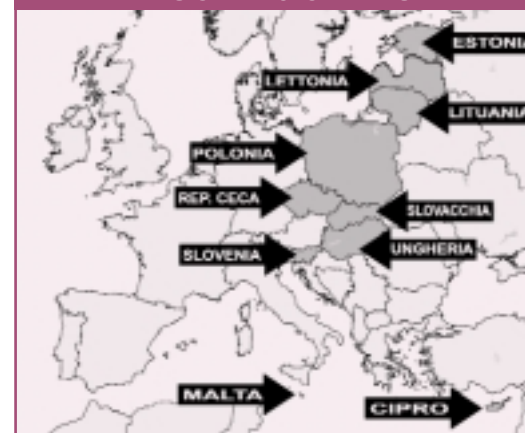 ESTONIA
LETTONIA
LITUANIA
POLONIA
REP. CECA
SLOVACCHIA
SLOVENIA
UNGHERIA
MALTA
CIPRO